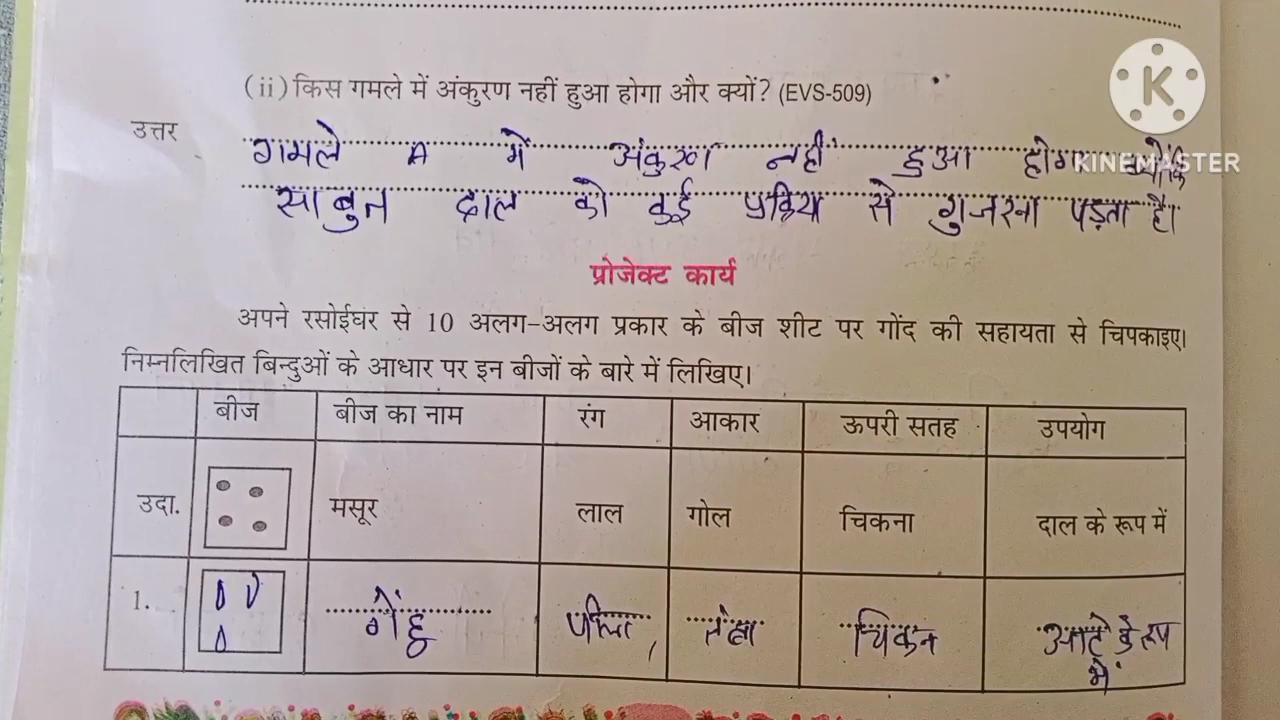 (ii) किस गमले में अंकुरण नहीं हुआ होगा और क्यों? (EVS-509)
K
KINEMASTER
उत्तर
गमले A में अंकुरण नहीं हुआ होगा क्योंकि
साबुत दाल को कई प्रक्रिया से गुजरना पड़ता है।
प्रोजेक्ट कार्य
अपने रसोईघर से 10 अलग-अलग प्रकार के बीज शीट पर गोंद की सहायता से चिपकाइए।
निम्नलिखित बिन्दुओं के आधार पर इन बीजों के बारे में लिखिए।
बीज बीज का नाम रंग आकार ऊपरी सतह उपयोग
उदा. मसूर लाल गोल चिकना दाल के रूप में
1. गेंहू पीला चिकन आटे के रूप
में